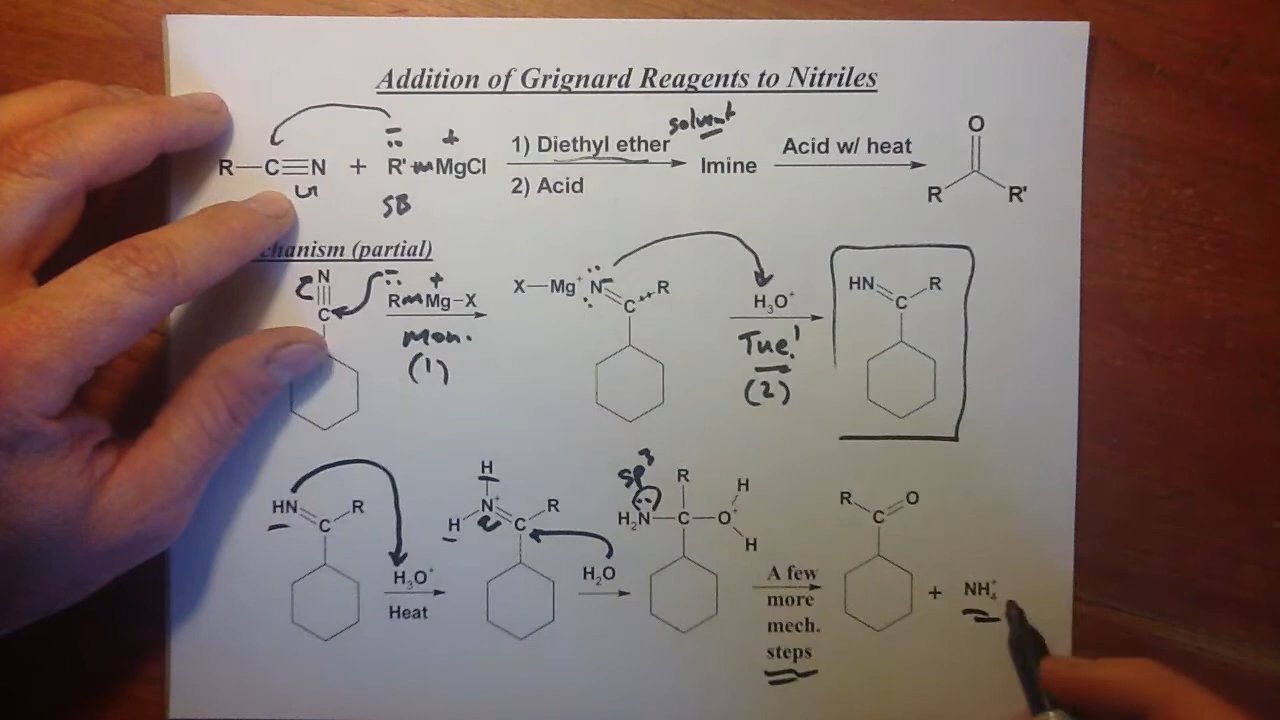 Addition of Grignard Reagents to Nitriles
R—C≡N + R' MgCl 1) Diethyl ether solvent Imine Acid w/ heat O
2) Acid R R'
SB
chanism (partial)
N C R Mg–X X—Mg⁺ N⁻ C R H₃O⁺ HN C R
Mon. Tue!
(1) (2)
HN C R H H N⁺ C R sp³ H₂N C R O⁺ H H R C O
H₃O⁺ H₂O A few + NH₄⁺
Heat more
mech.
steps